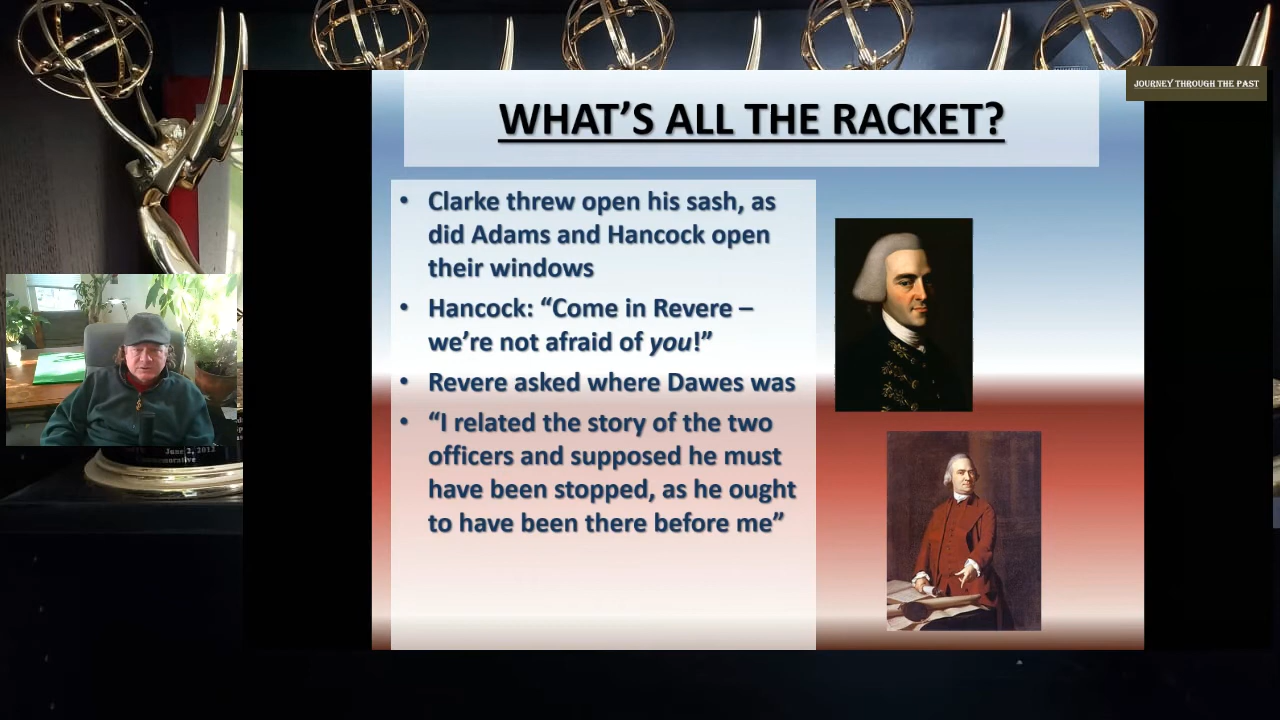 JOURNEY THROUGH THE PAST
WHAT'S ALL THE RACKET?
• Clarke threw open his sash, as
did Adams and Hancock open
their windows
• Hancock: “Come in Revere –
we’re not afraid of you!”
• Revere asked where Dawes was
• “I related the story of the two
officers and supposed he must
have been stopped, as he ought
to have been there before me”
June 2, 2012